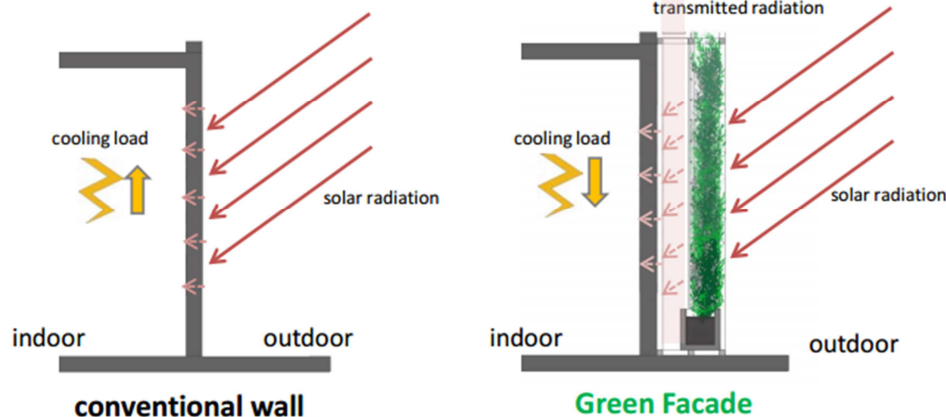 cooling load
solar radiation
indoor
outdoor
conventional wall
transmitted radiation
cooling load
solar radiation
indoor
outdoor
Green Facade